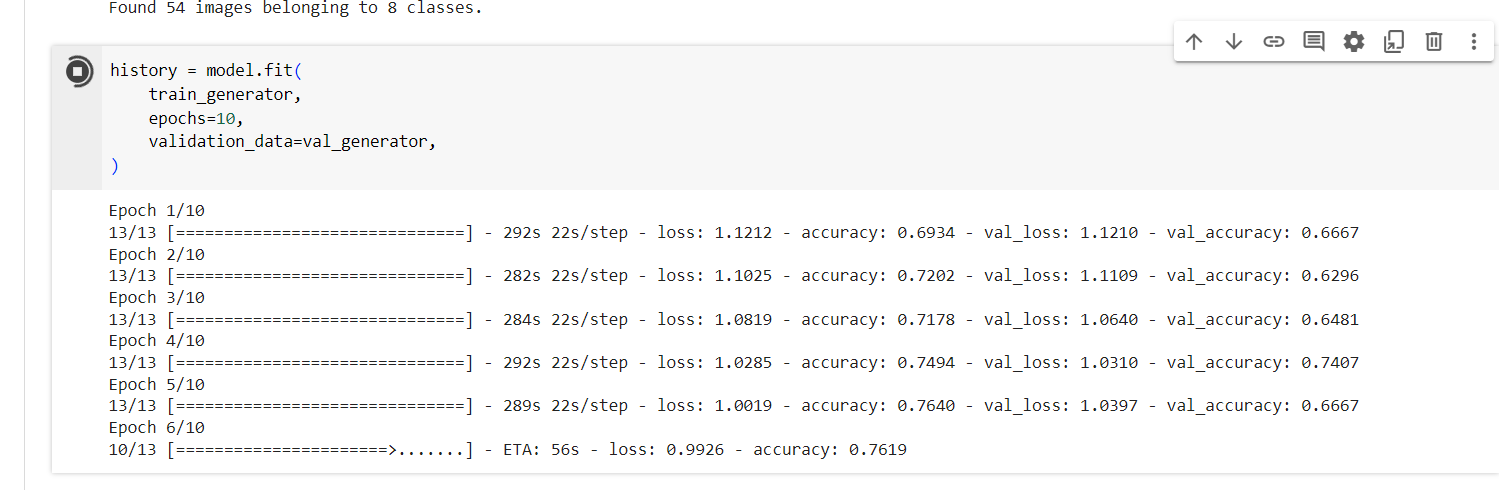 Found 54 images belonging to 8 classes.
history = model.fit(
    train_generator,
    epochs=10,
    validation_data=val_generator,
)
Epoch 1/10
13/13 [==============================] - 292s 22s/step - loss: 1.1212 - accuracy: 0.6934 - val_loss: 1.1210 - val_accuracy: 0.6667
Epoch 2/10
13/13 [==============================] - 282s 22s/step - loss: 1.1025 - accuracy: 0.7202 - val_loss: 1.1109 - val_accuracy: 0.6296
Epoch 3/10
13/13 [==============================] - 284s 22s/step - loss: 1.0819 - accuracy: 0.7178 - val_loss: 1.0640 - val_accuracy: 0.6481
Epoch 4/10
13/13 [==============================] - 292s 22s/step - loss: 1.0285 - accuracy: 0.7494 - val_loss: 1.0310 - val_accuracy: 0.7407
Epoch 5/10
13/13 [==============================] - 289s 22s/step - loss: 1.0019 - accuracy: 0.7640 - val_loss: 1.0397 - val_accuracy: 0.6667
Epoch 6/10
10/13 [======================>.......] - ETA: 56s - loss: 0.9926 - accuracy: 0.7619